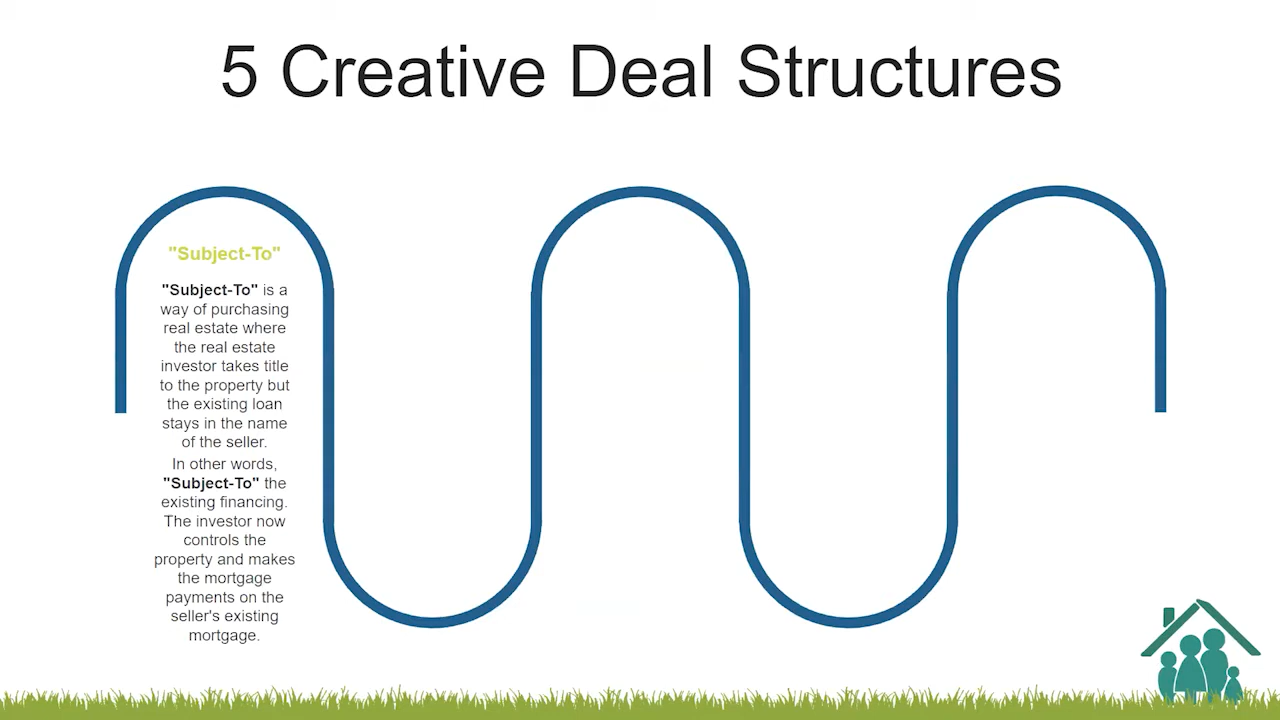 5 Creative Deal Structures
"Subject-To"
"Subject-To" is a
way of purchasing
real estate where
the real estate
investor takes title
to the property but
the existing loan
stays in the name
of the seller.
In other words,
"Subject-To" the
existing financing.
The investor now
controls the
property and makes
the mortgage
payments on the
seller's existing
mortgage.